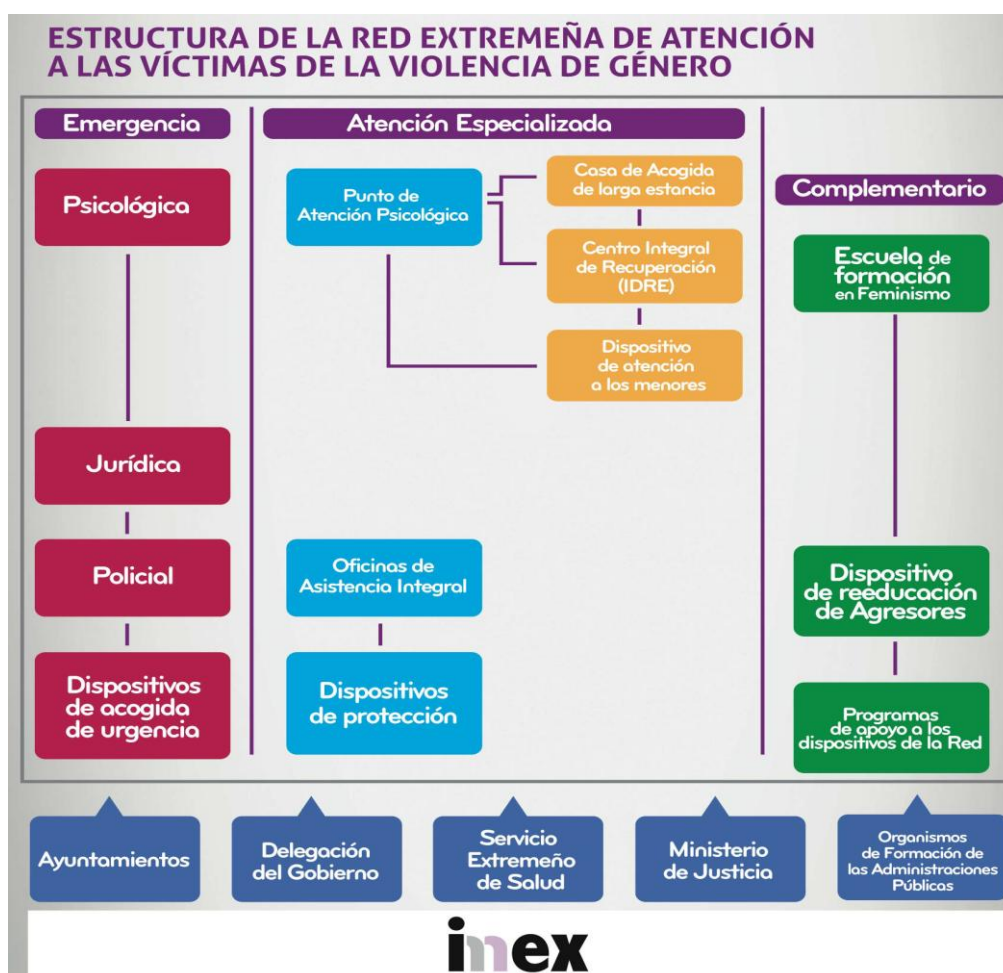 ESTRUCTURA DE LA RED EXTREMEÑA DE ATENCIÓN
A LAS VÍCTIMAS DE LA VIOLENCIA DE GÉNERO
Emergencia
Psicológica
Jurídica
Policial
Dispositivos
de acogida
de urgencia
Atención Especializada
Punto de
Atención Psicológica
Casa de Acogida
de larga estancia
Centro Integral
de Recuperación
(IDRE)
Dispositivo
de atención
a los menores
Oficinas de
Asistencia Integral
Dispositivos
de protección
Complementario
Escuela de
formación
en Feminismo
Dispositivo
de reeducación
de Agresores
Programas
de apoyo a los
dispositivos de la Red
Ayuntamientos
Delegación
del Gobierno
Servicio
Extremeño
de Salud
Ministerio
de Justicia
Organismos
de Formación de
las Administraciones
Públicas
imex